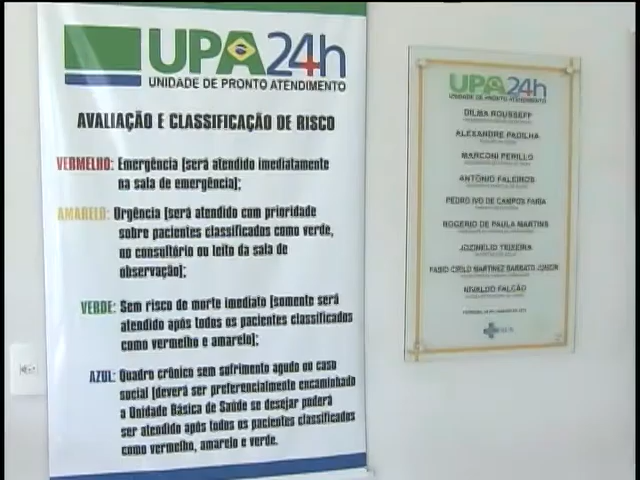 UPA 24h
UNIDADE DE PRONTO ATENDIMENTO
AVALIAÇÃO E CLASSIFICAÇÃO DE RISCO
VERMELHO: Emergência [será atendido imediatamente
na sala de emergência];
AMARELO: Urgência [será atendido com prioridade
sobre pacientes classificados como verde,
no consultório ou leito da sala de
observação];
VERDE: Sem risco de morte imediato [somente será
atendido após todos os pacientes classificados
como vermelho e amarelo];
AZUL: Quadro crônico sem sofrimento agudo ou caso
social [deverá ser preferencialmente encaminhado
a Unidade Básica de Saúde se desejar poderá
ser atendido após todos os pacientes classificados
como vermelho, amarelo e verde.
UPA 24h
UNIDADE DE PRONTO ATENDIMENTO
DILMA ROUSSEFF
ALEXANDRE PADILHA
MARCONI PERILLO
ANTÔNIO FALEIROS
PEDRO IVO DE CAMPOS FARIA
ROGERIO DE PAULA MARTINS
JOZINELIO TEIXEIRA
FABIO CIRILO MARTINEZ BARBATO JUNIOR
NIVALDO FALCÃO